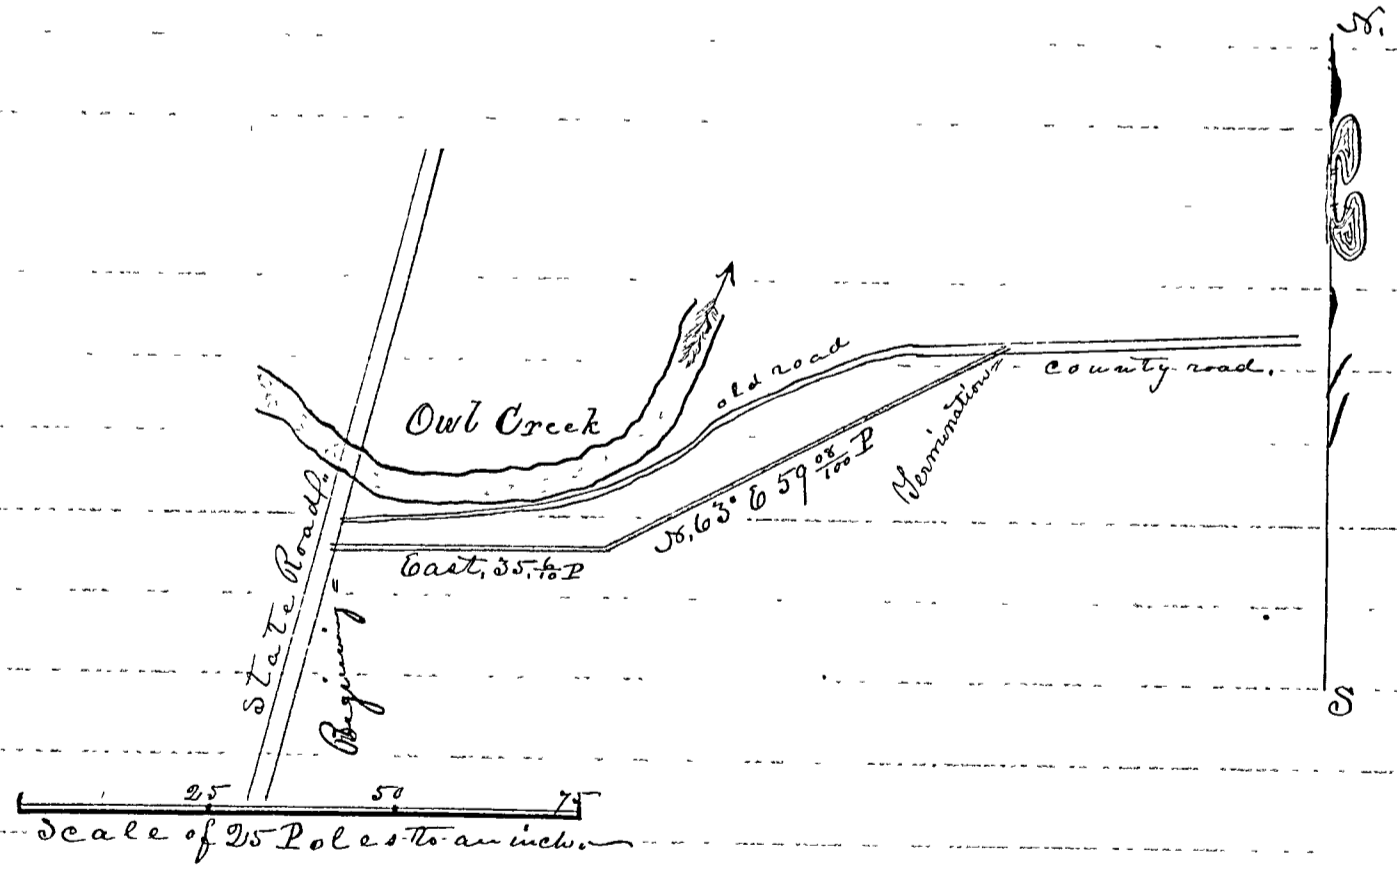 N.
old road
county road.
Owl Creek
Termination=
N. 63° E 59 08/100 P
State Road.
East, 35, 6/10 P
Begining =
S
25 50 75
Scale of 25 Poles to an inch.